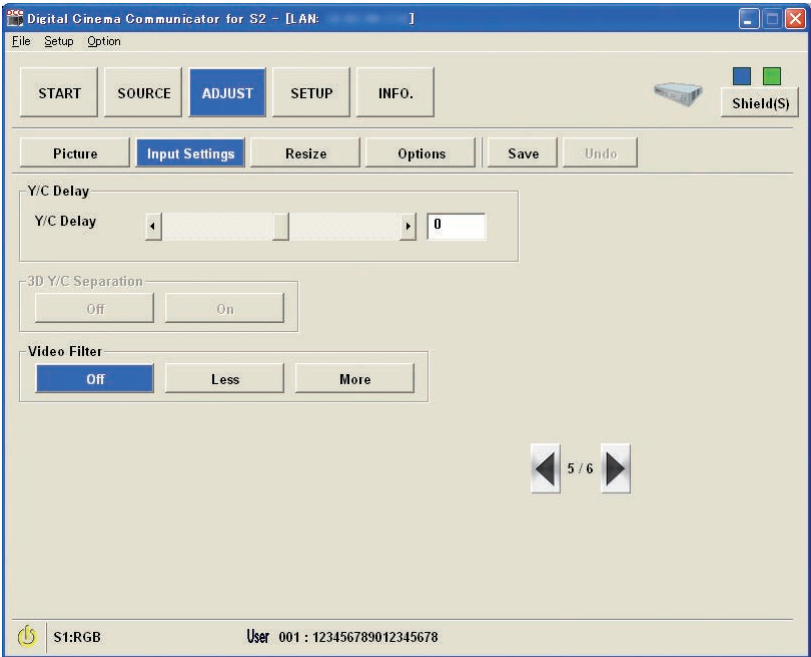 Digital Cinema Communicator for S2 - [LAN: ]
File Setup Option
START SOURCE ADJUST SETUP INFO. Shield(S)
Picture Input Settings Resize Options Save Undo
Y/C Delay
Y/C Delay 0
3D Y/C Separation
Off On
Video Filter
Off Less More
5 / 6
S1:RGB User 001 : 123456789012345678